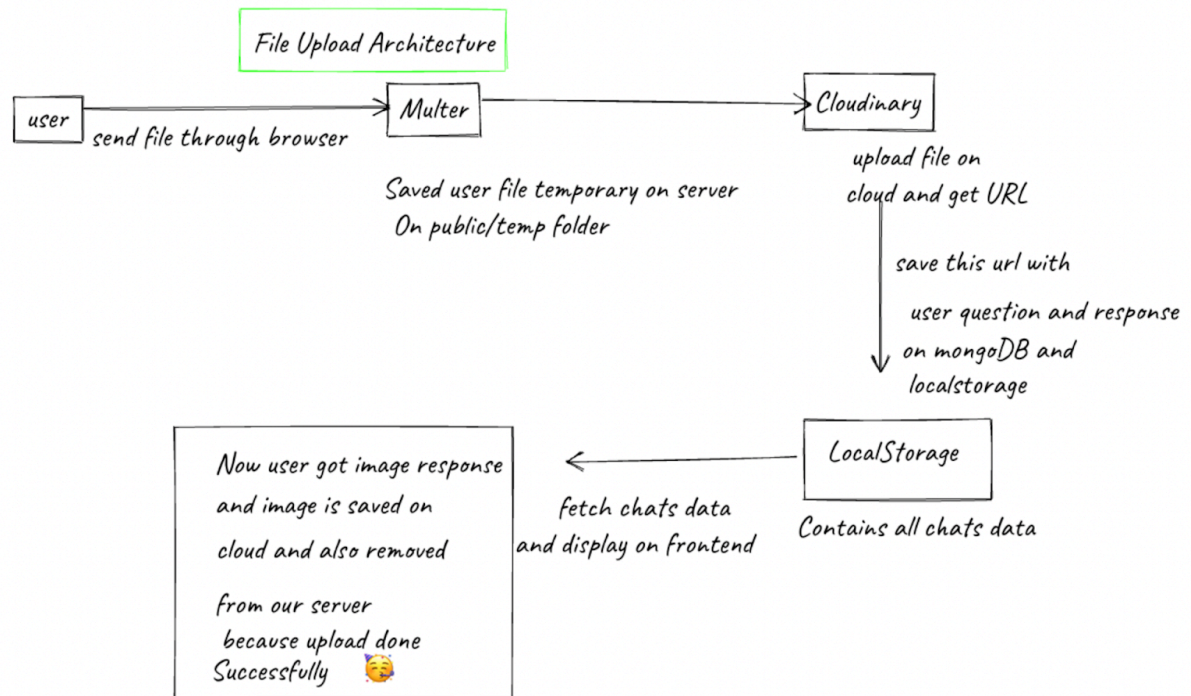 File Upload Architecture
user
send file through browser
Multer
Saved user file temporary on server
On public/temp folder
Cloudinary
upload file on
cloud and get URL
save this url with
user question and response
on mongoDB and
localstorage
LocalStorage
Contains all chats data
fetch chats data
and display on frontend
Now user got image response
and image is saved on
cloud and also removed
from our server
because upload done
Successfully 🥳